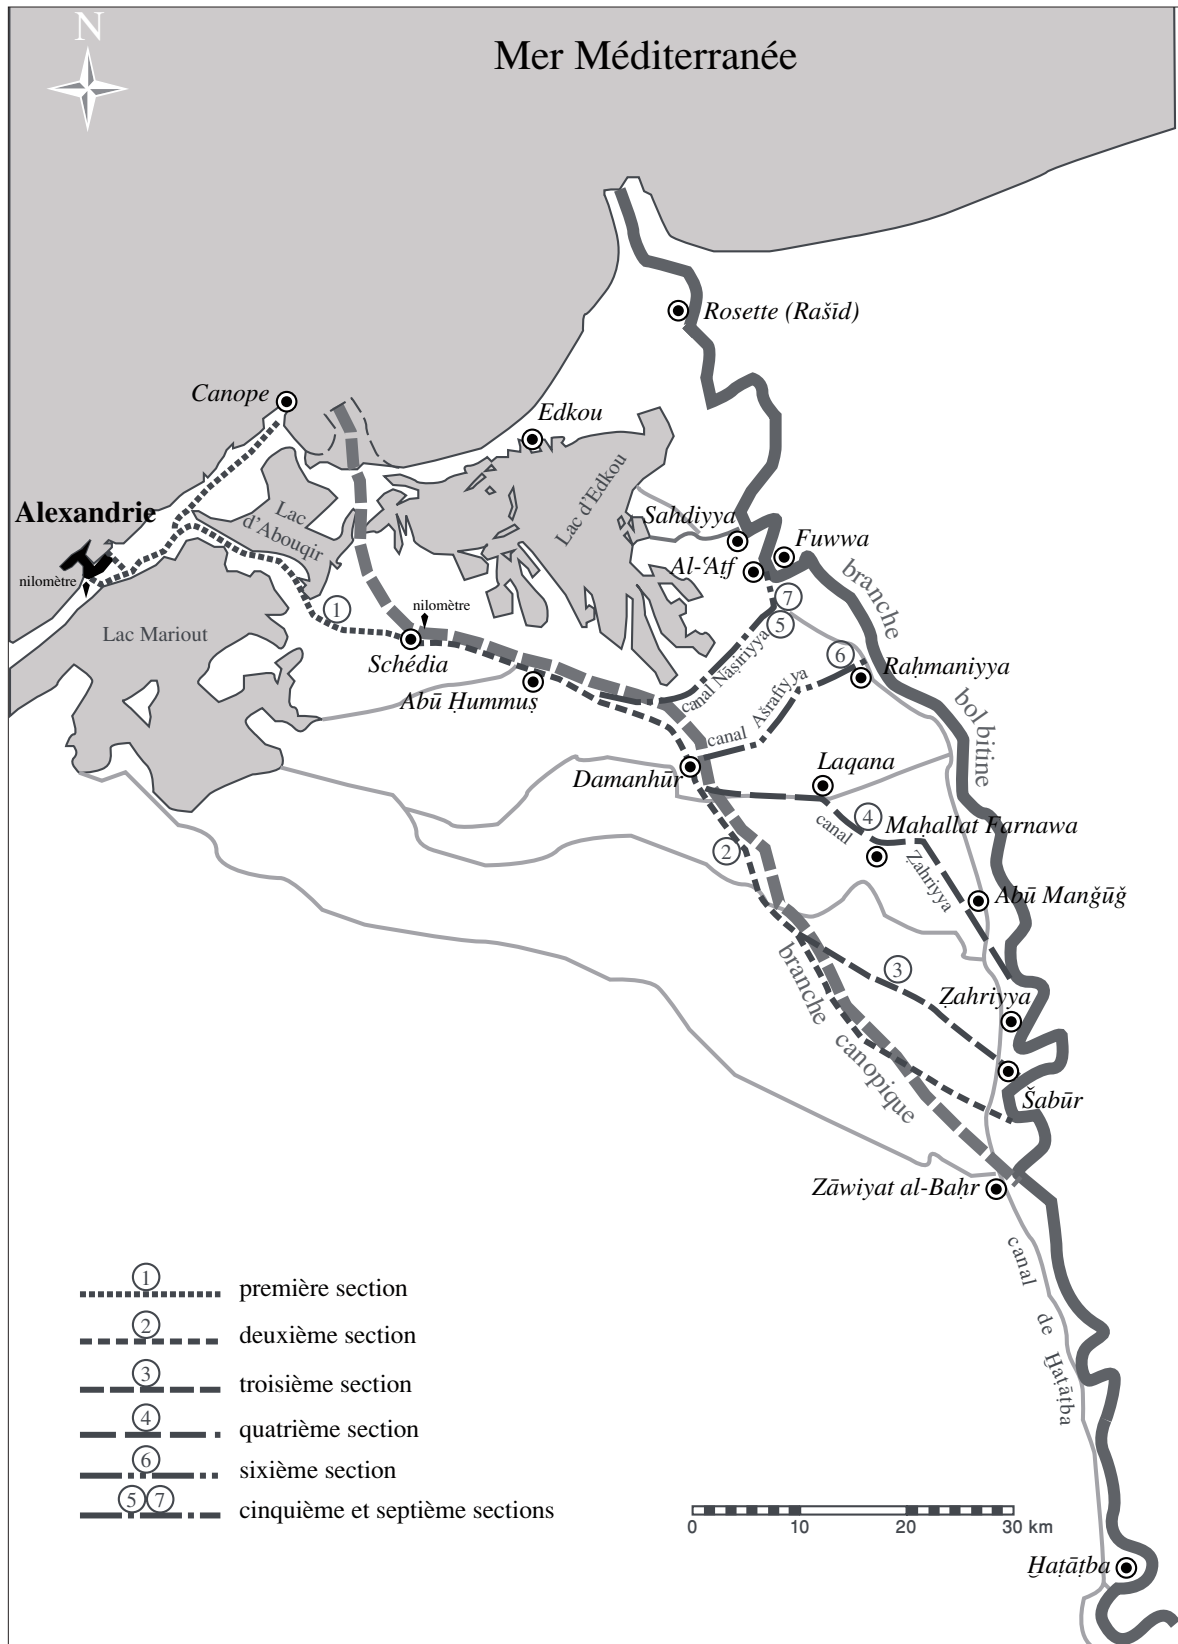 N
Mer Méditerranée
Rosette (Rašīd)
Canope
Edkou
Alexandrie
Lac
d'Abouqir
Lac d'Edkou
Sahdiyya
Fuwwa
Al-ʿAṭf
nilomètre
nilomètre
branche
bolbitine
1
7
5
6
Lac Mariout
Schédia
Abū Ḥummuṣ
canal Nāṣiriyya
Raḥmaniyya
canal Ašrafiyya
Damanhūr
Laqana
4
Maḥallat Farnawa
canal
Ẓahriyya
2
Abū Manǧūǧ
3
branche
canopique
Ẓahriyya
Šabūr
Zāwiyat al-Baḥr
canal de Ḫaṭāṭba
1
première section
2
deuxième section
3
troisième section
4
quatrième section
6
sixième section
5 7
cinquième et septième sections
0 10 20 30 km
Ḫaṭāṭba